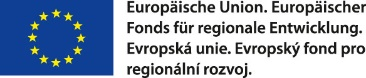 Europäische Union. Europäischer
Fonds für regionale Entwicklung.
Evropská unie. Evropský fond pro
regionální rozvoj.